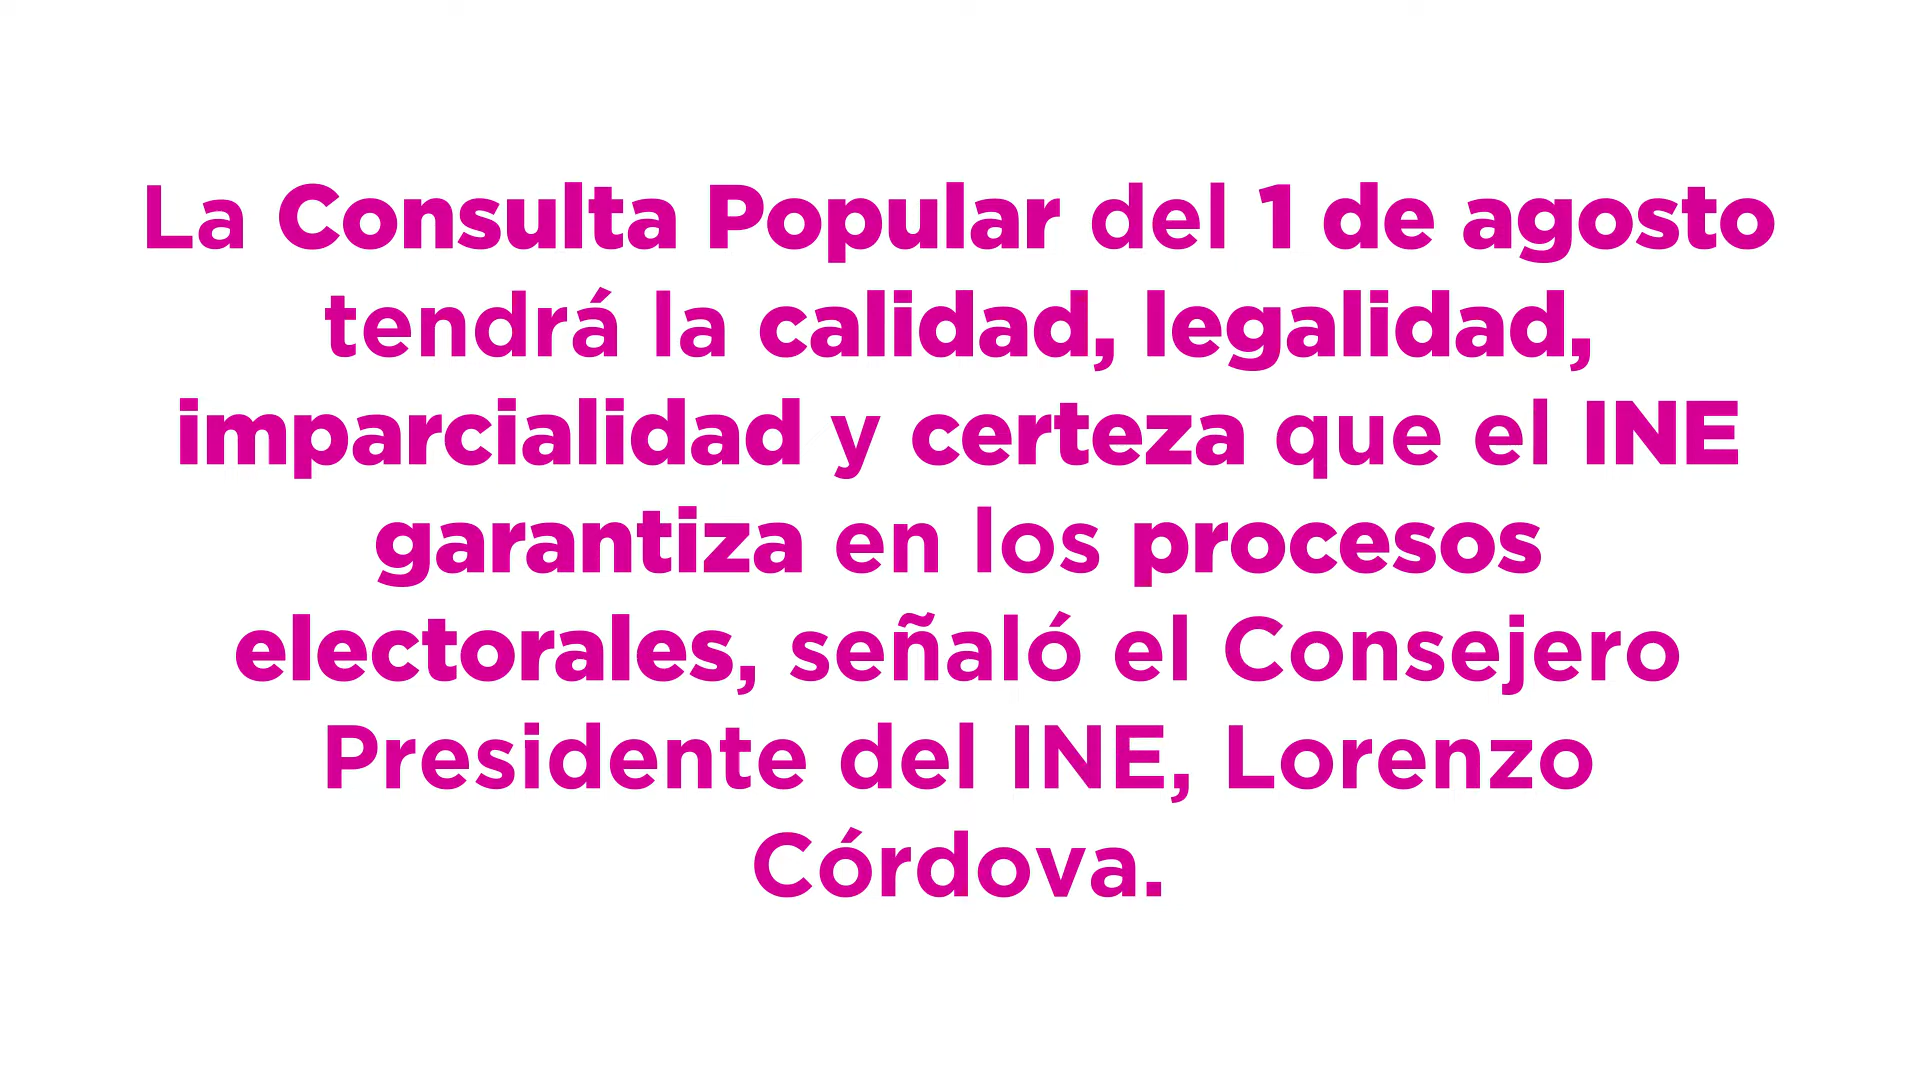 La Consulta Popular del 1 de agosto
tendrá la calidad, legalidad,
imparcialidad y certeza que el INE
garantiza en los procesos
electorales, señaló el Consejero
Presidente del INE, Lorenzo
Córdova.